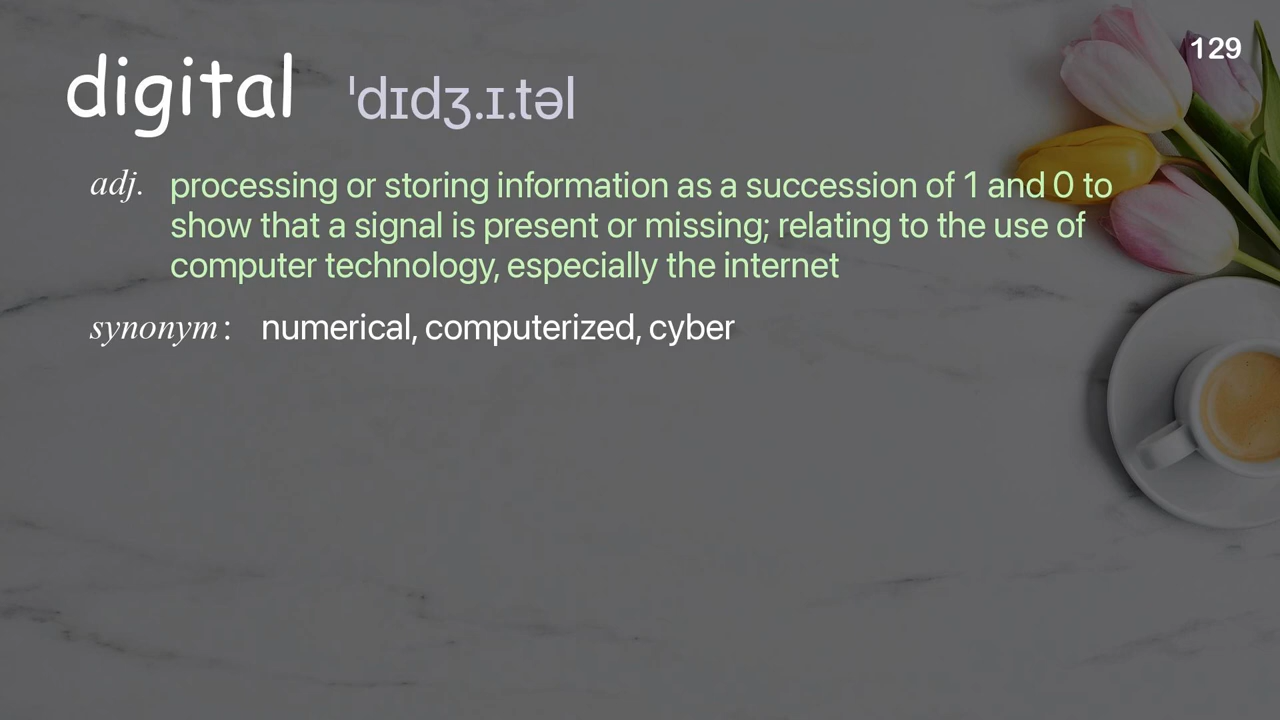 129
digital ˈdɪdʒ.ɪ.təl
adj. processing or storing information as a succession of 1 and 0 to
show that a signal is present or missing; relating to the use of
computer technology, especially the internet
synonym: numerical, computerized, cyber